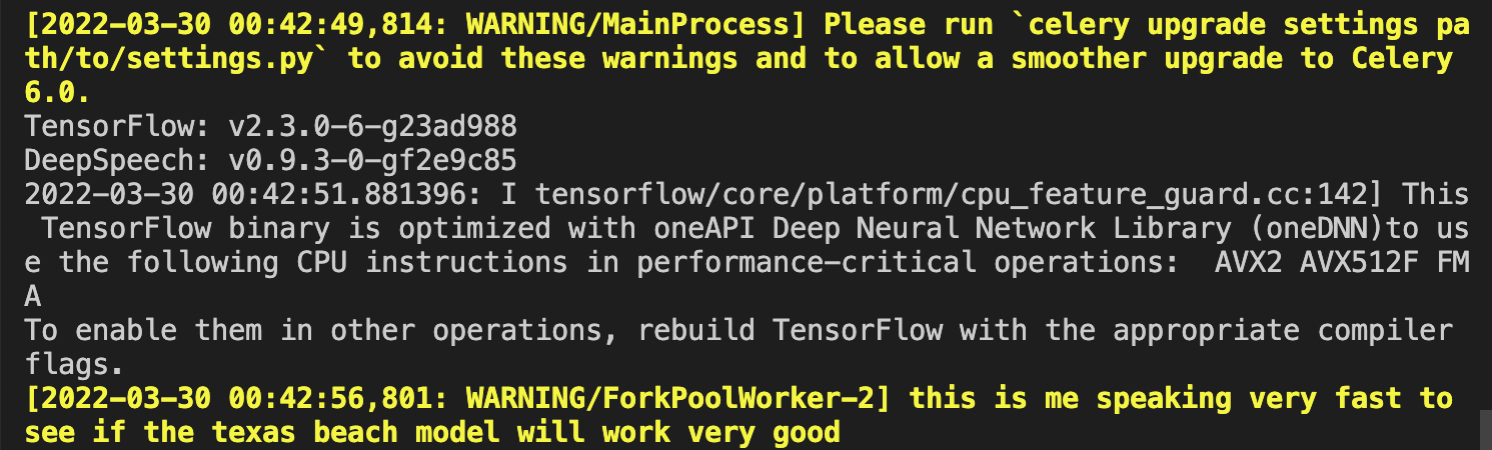 [2022-03-30 00:42:49,814: WARNING/MainProcess] Please run `celery upgrade settings pa
th/to/settings.py` to avoid these warnings and to allow a smoother upgrade to Celery
6.0.
TensorFlow: v2.3.0-6-g23ad988
DeepSpeech: v0.9.3-0-gf2e9c85
2022-03-30 00:42:51.881396: I tensorflow/core/platform/cpu_feature_guard.cc:142] This
 TensorFlow binary is optimized with oneAPI Deep Neural Network Library (oneDNN)to us
e the following CPU instructions in performance-critical operations:  AVX2 AVX512F FM
A
To enable them in other operations, rebuild TensorFlow with the appropriate compiler
flags.
[2022-03-30 00:42:56,801: WARNING/ForkPoolWorker-2] this is me speaking very fast to
see if the texas beach model will work very good